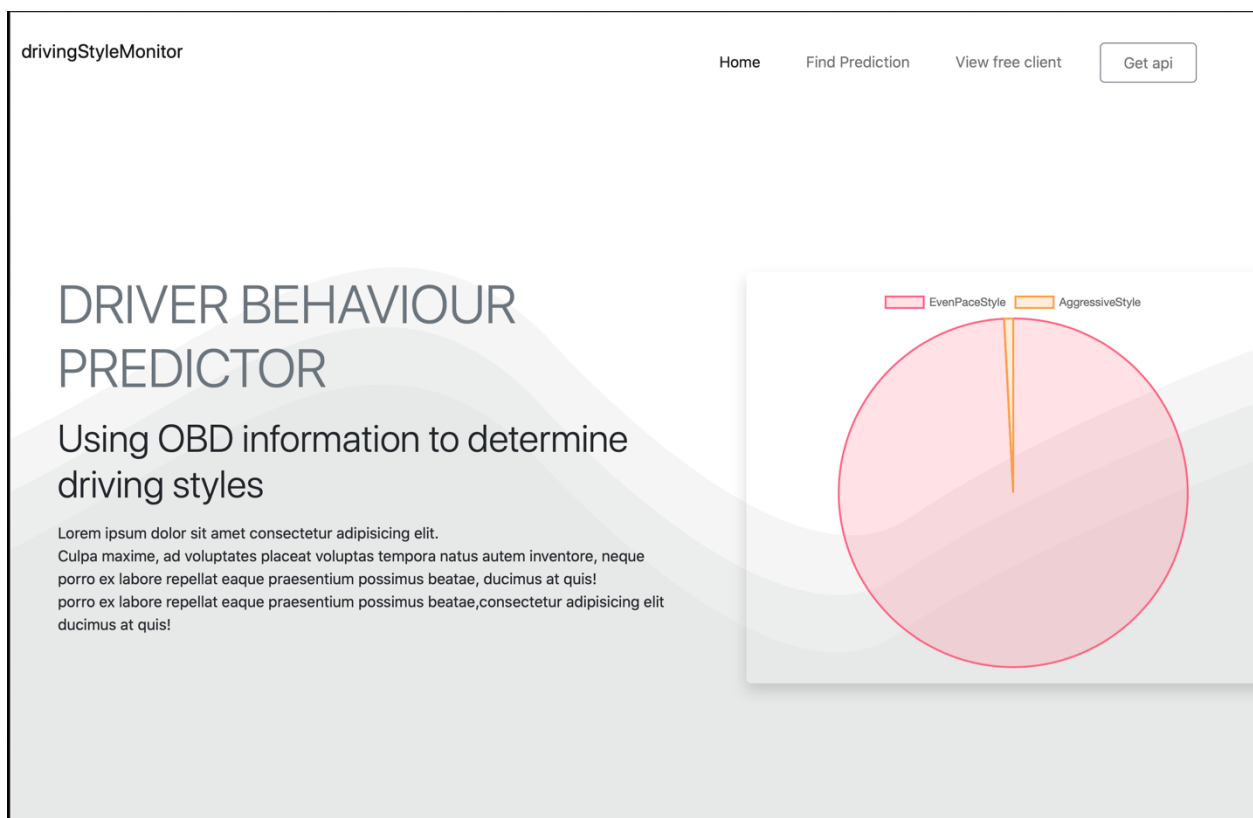 drivingStyleMonitor
Home
Find Prediction
View free client
Get api
DRIVER BEHAVIOUR
PREDICTOR
Using OBD information to determine
driving styles
Lorem ipsum dolor sit amet consectetur adipisicing elit.
Culpa maxime, ad voluptates placeat voluptas tempora natus autem inventore, neque
porro ex labore repellat eaque praesentium possimus beatae, ducimus at quis!
porro ex labore repellat eaque praesentium possimus beatae,consectetur adipisicing elit
ducimus at quis!
EvenPaceStyle
AggressiveStyle